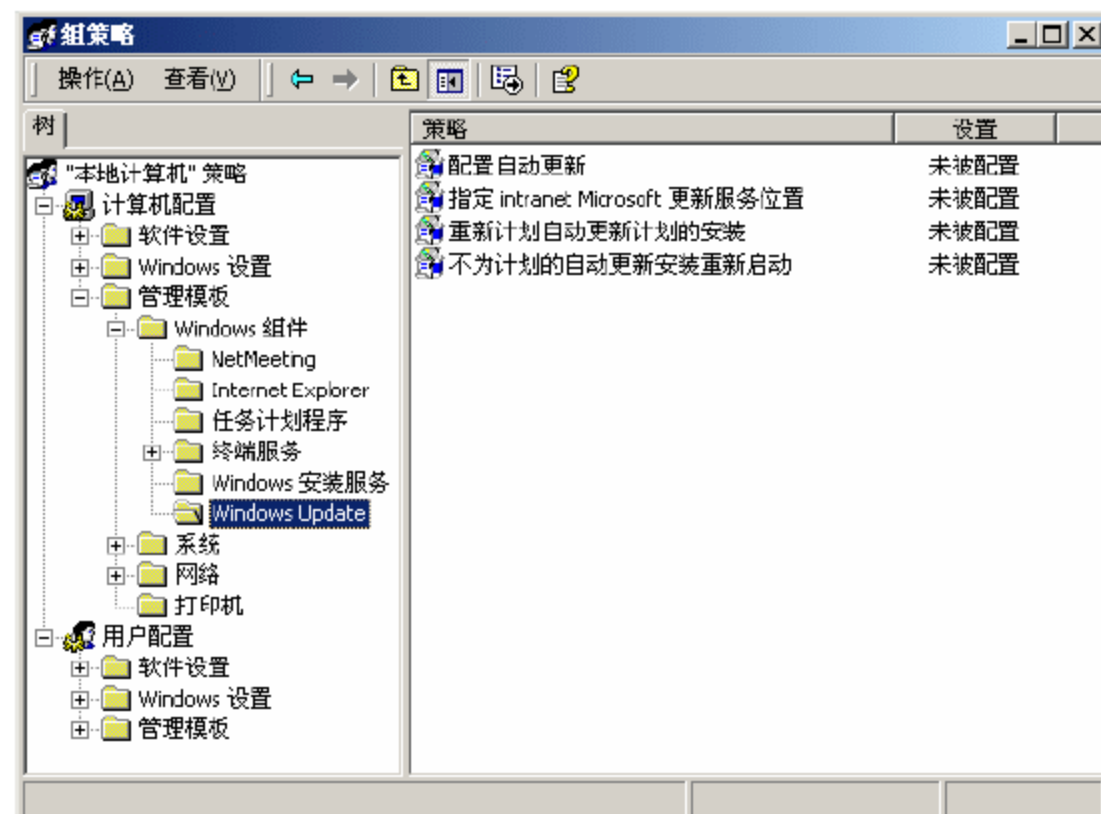 组策略
操作(A) 查看(V)
树
策略 设置
"本地计算机" 策略
计算机配置
软件设置
Windows 设置
管理模板
Windows 组件
NetMeeting
Internet Explorer
任务计划程序
终端服务
Windows 安装服务
Windows Update
系统
网络
打印机
用户配置
软件设置
Windows 设置
管理模板
配置自动更新 未被配置
指定 intranet Microsoft 更新服务位置 未被配置
重新计划自动更新计划的安装 未被配置
不为计划的自动更新安装重新启动 未被配置